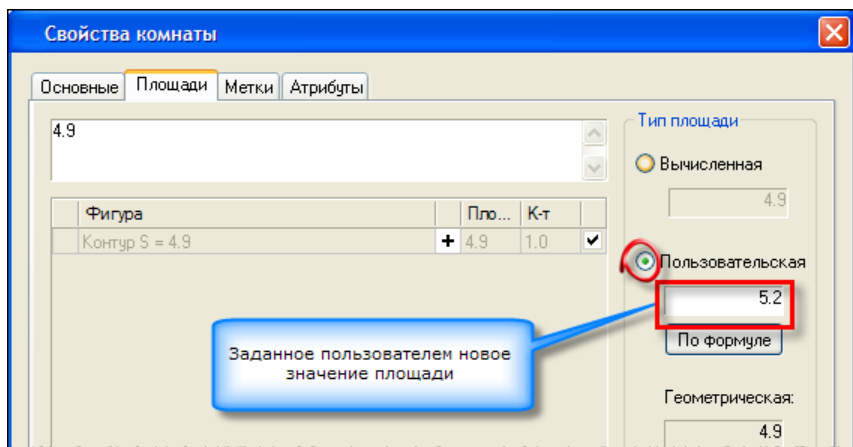 Свойства комнаты
Основные Площади Метки Атрибуты
4.9
Фигура Пло... К-т
Контур S = 4.9 + 4.9 1.0
Тип площади
Вычисленная
4.9
Пользовательская
5.2
По формуле
Геометрическая:
4.9
Заданное пользователем новое
значение площади